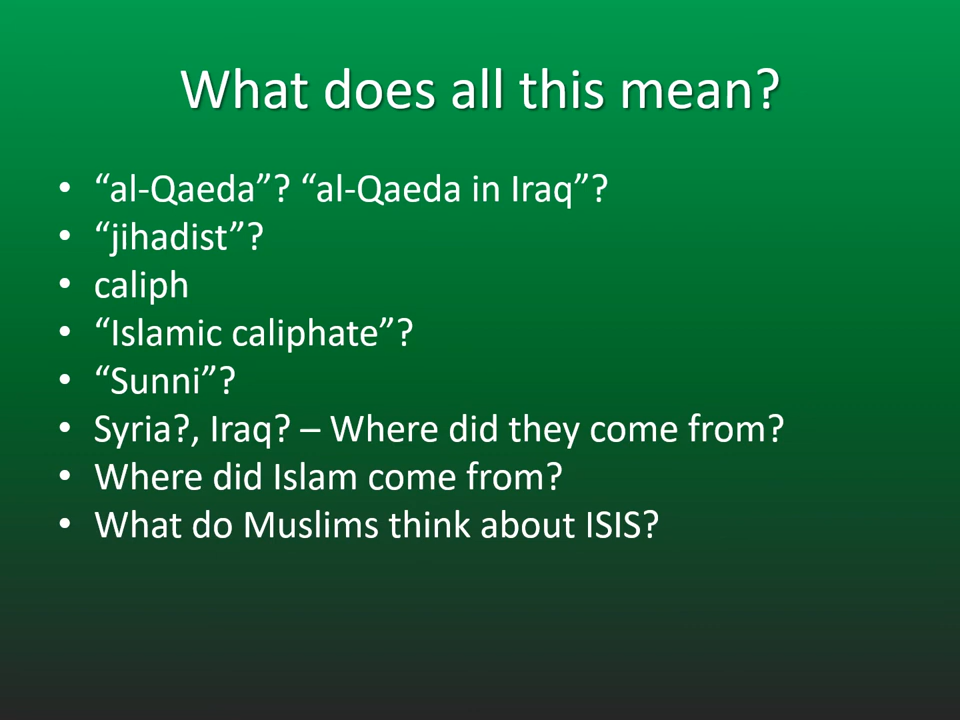 What does all this mean?
• “al-Qaeda”? “al-Qaeda in Iraq”?
• “jihadist”?
• caliph
• “Islamic caliphate”?
• “Sunni”?
• Syria?, Iraq? – Where did they come from?
• Where did Islam come from?
• What do Muslims think about ISIS?